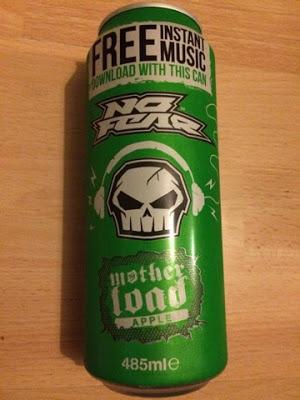 FREE INSTANT
MUSIC
DOWNLOAD WITH THIS CAN
NO
FEAR
mother
load
APPLE
485ml℮